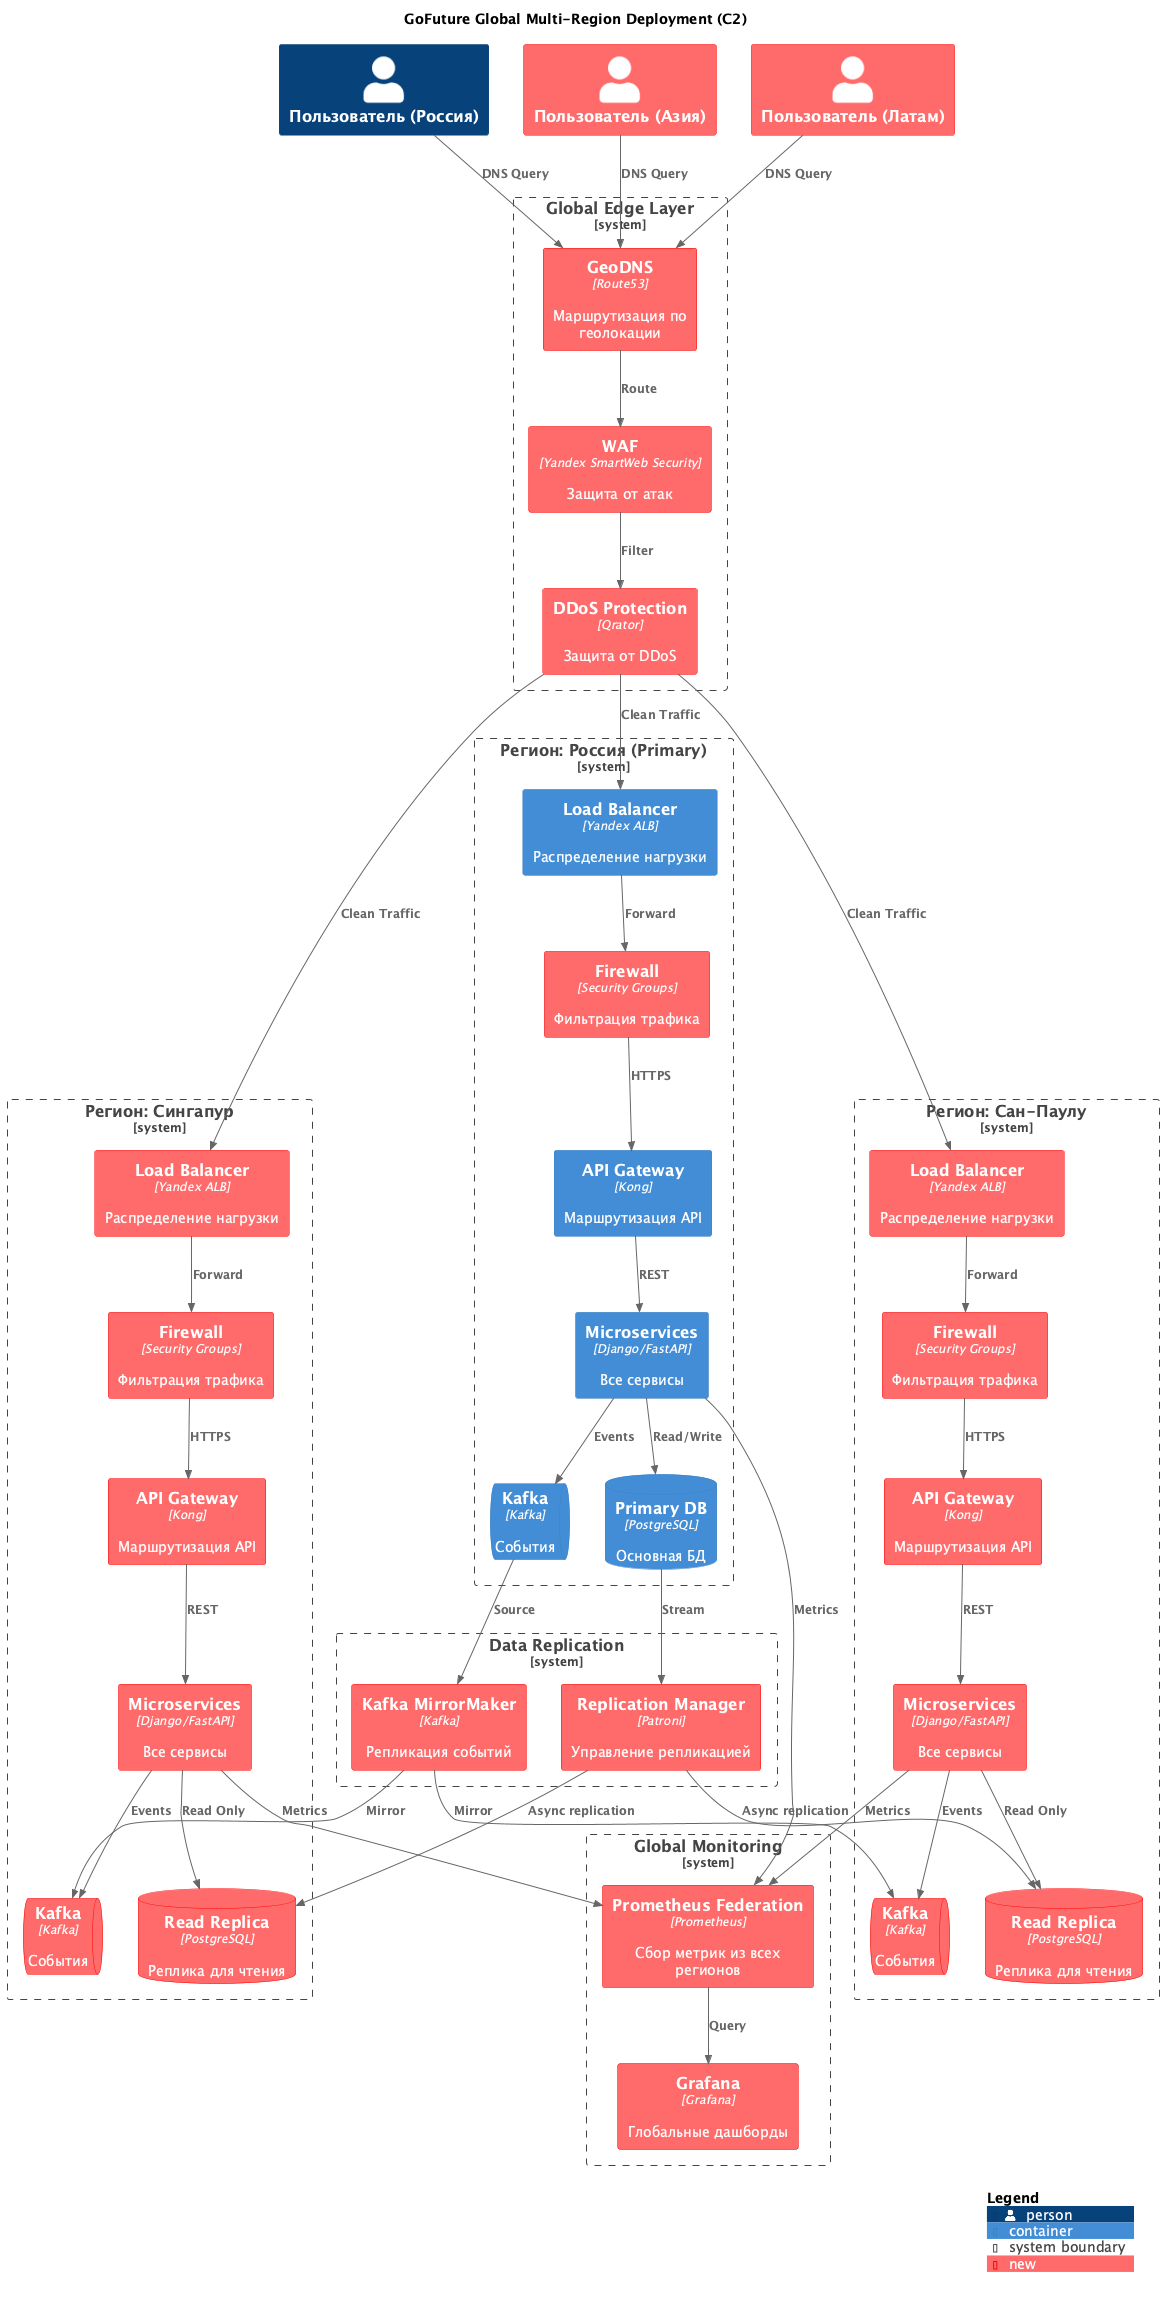 GoFuture Global Multi-Region Deployment (C2)
Пользователь (Россия)
Пользователь (Азия)
Пользователь (Латам)
DNS Query
DNS Query
DNS Query
Global Edge Layer
[system]
GeoDNS
[Route53]
Маршрутизация по
геолокации
Route
WAF
[Yandex SmartWeb Security]
Защита от атак
Filter
DDoS Protection
[Qrator]
Защита от DDoS
Clean Traffic
Clean Traffic
Clean Traffic
Регион: Россия (Primary)
[system]
Load Balancer
[Yandex ALB]
Распределение нагрузки
Forward
Firewall
[Security Groups]
Фильтрация трафика
HTTPS
API Gateway
[Kong]
Маршрутизация API
REST
Microservices
[Django/FastAPI]
Все сервисы
Events
Read/Write
Metrics
Kafka
[Kafka]
События
Primary DB
[PostgreSQL]
Основная БД
Source
Stream
Регион: Сингапур
[system]
Load Balancer
[Yandex ALB]
Распределение нагрузки
Forward
Firewall
[Security Groups]
Фильтрация трафика
HTTPS
API Gateway
[Kong]
Маршрутизация API
REST
Microservices
[Django/FastAPI]
Все сервисы
Events
Read Only
Metrics
Kafka
[Kafka]
События
Read Replica
[PostgreSQL]
Реплика для чтения
Data Replication
[system]
Kafka MirrorMaker
[Kafka]
Репликация событий
Replication Manager
[Patroni]
Управление репликацией
Mirror
Mirror
Async replication
Async replication
Регион: Сан-Паулу
[system]
Load Balancer
[Yandex ALB]
Распределение нагрузки
Forward
Firewall
[Security Groups]
Фильтрация трафика
HTTPS
API Gateway
[Kong]
Маршрутизация API
REST
Microservices
[Django/FastAPI]
Все сервисы
Metrics
Events
Read Only
Kafka
[Kafka]
События
Read Replica
[PostgreSQL]
Реплика для чтения
Global Monitoring
[system]
Prometheus Federation
[Prometheus]
Сбор метрик из всех
регионов
Query
Grafana
[Grafana]
Глобальные дашборды
Legend
person
container
system boundary
new